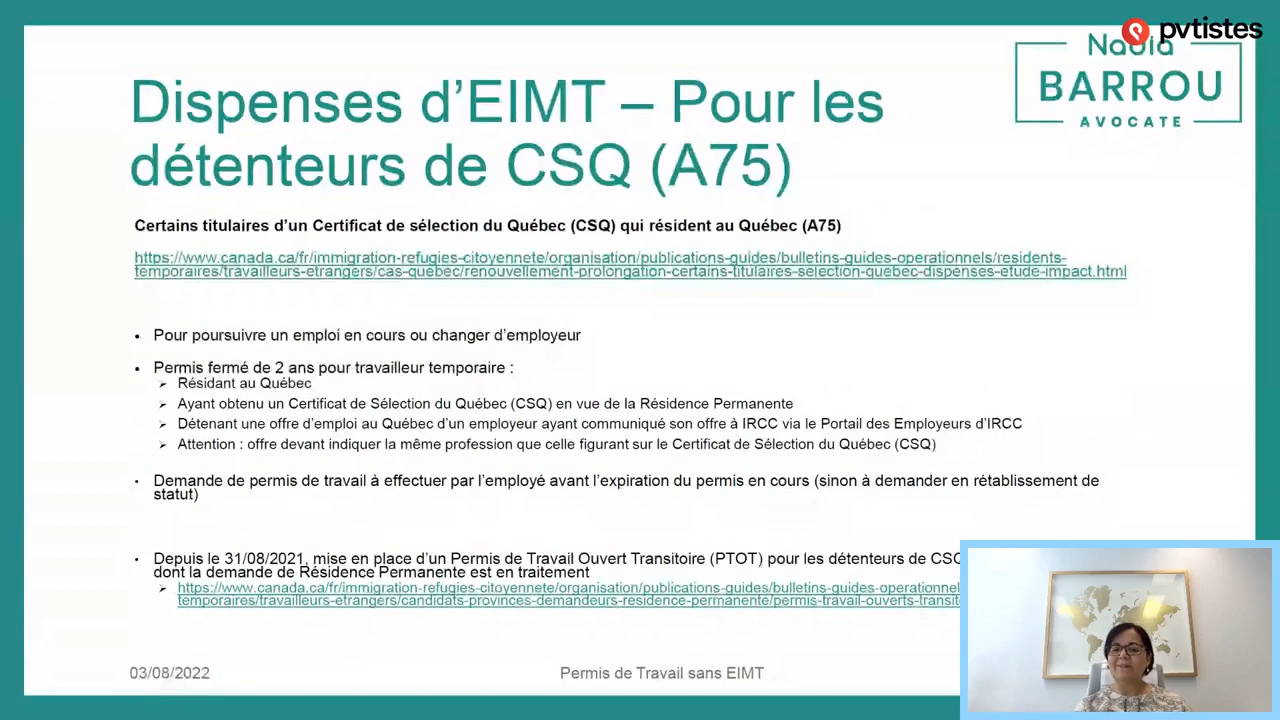 pvtistes
Nadia
BARROU
AVOCATE
Dispenses d’EIMT – Pour les
détenteurs de CSQ (A75)
Certains titulaires d’un Certificat de sélection du Québec (CSQ) qui résident au Québec (A75)
https://www.canada.ca/fr/immigration-refugies-citoyennete/organisation/publications-guides/bulletins-guides-operationnels/residents-
temporaires/travailleurs-etrangers/cas-québec/renouvellement-prolongation-certains-titulaires-selection-quebec-dispenses-etude-impact.html
• Pour poursuivre un emploi en cours ou changer d’employeur
• Permis fermé de 2 ans pour travailleur temporaire :
➢ Résidant au Québec
➢ Ayant obtenu un Certificat de Sélection du Québec (CSQ) en vue de la Résidence Permanente
➢ Détenant une offre d’emploi au Québec d’un employeur ayant communiqué son offre à IRCC via le Portail des Employeurs d’IRCC
➢ Attention : offre devant indiquer la même profession que celle figurant sur le Certificat de Sélection du Québec (CSQ)
• Demande de permis de travail à effectuer par l’employé avant l’expiration du permis en cours (sinon à demander en rétablissement de
statut)
• Depuis le 31/08/2021, mise en place d’un Permis de Travail Ouvert Transitoire (PTOT) pour les détenteurs de CSQ
dont la demande de Résidence Permanente est en traitement
➢ https://www.canada.ca/fr/immigration-refugies-citoyennete/organisation/publications-guides/bulletins-guides-operationnel
temporaires/travailleurs-etrangers/candidats-provinces-demandeurs-residence-permanente/permis-travail-ouverts-transit
03/08/2022
Permis de Travail sans EIMT